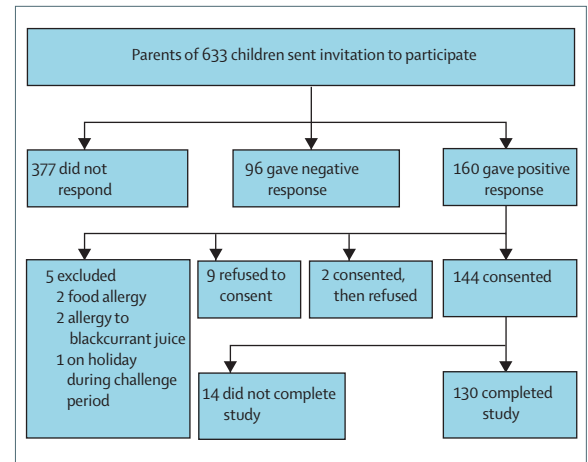 Parents of 633 children sent invitation to participate
377 did not
respond
96 gave negative
response
160 gave positive
response
5 excluded
2 food allergy
2 allergy to
blackcurrant juice
1 on holiday
during challenge
period
9 refused to
consent
2 consented,
then refused
144 consented
14 did not complete
study
130 completed
study